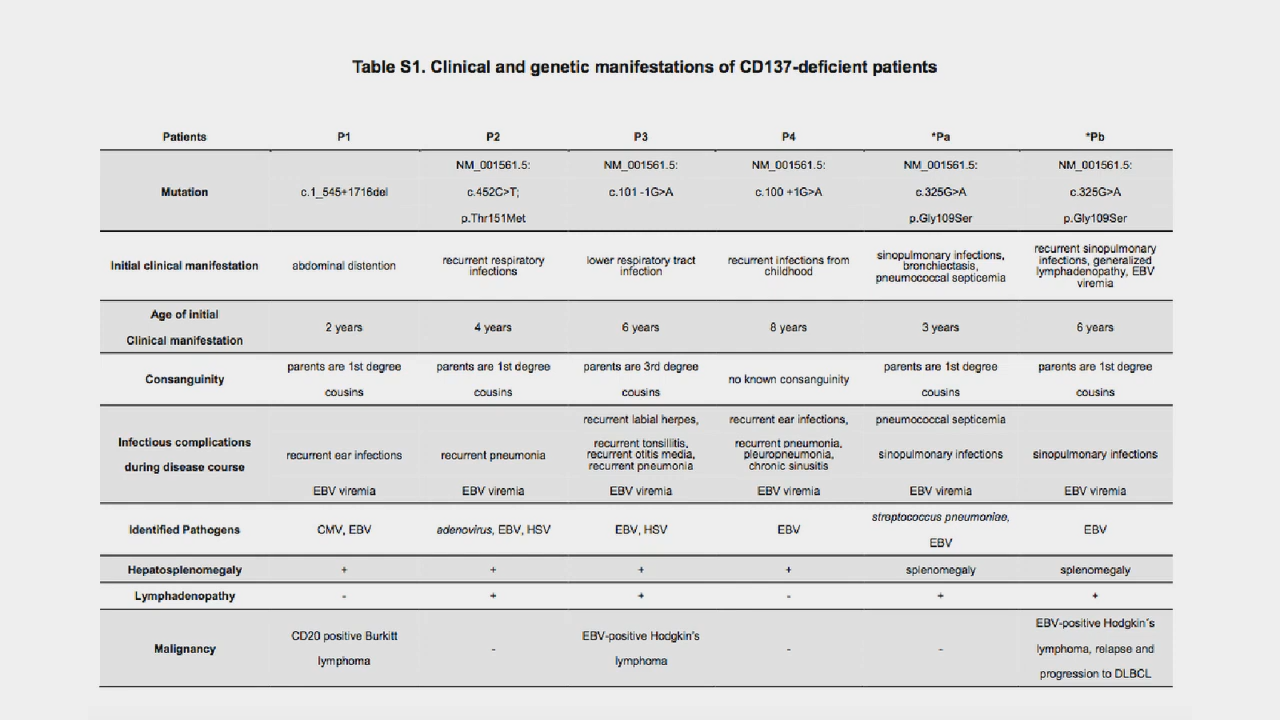 Table S1. Clinical and genetic manifestations of CD137-deficient patients
Patients P1 P2 P3 P4 *Pa *Pb
NM_001561.5: NM_001561.5: NM_001561.5: NM_001561.5: NM_001561.5:
Mutation c.1_545+1716del c.452C>T; c.101 -1G>A c.100 +1G>A c.325G>A c.325G>A
p.Thr151Met p.Gly109Ser p.Gly109Ser
Initial clinical manifestation
abdominal distention
recurrent respiratory
infections
lower respiratory tract
infection
recurrent infections from
childhood
sinopulmonary infections,
bronchiectasis,
pneumococcal septicemia
recurrent sinopulmonary
infections, generalized
lymphadenopathy, EBV
viremia
Age of initial
Clinical manifestation
2 years 4 years 6 years 8 years 3 years 6 years
Consanguinity
parents are 1st degree
cousins
parents are 1st degree
cousins
parents are 3rd degree
cousins
no known consanguinity
parents are 1st degree
cousins
parents are 1st degree
cousins
Infectious complications
during disease course
recurrent ear infections
EBV viremia
recurrent pneumonia
EBV viremia
recurrent labial herpes,
recurrent tonsillitis,
recurrent otitis media,
recurrent pneumonia
EBV viremia
recurrent ear infections,
recurrent pneumonia,
pleuropneumonia,
chronic sinusitis
EBV viremia
pneumococcal septicemia
sinopulmonary infections
EBV viremia
sinopulmonary infections
EBV viremia
Identified Pathogens
CMV, EBV
adenovirus, EBV, HSV
EBV, HSV
EBV
streptococcus pneumoniae,
EBV
EBV
Hepatosplenomegaly + + + + splenomegaly splenomegaly
Lymphadenopathy - + + - + +
Malignancy
CD20 positive Burkitt
lymphoma
-
EBV-positive Hodgkin's
lymphoma
-
-
EBV-positive Hodgkin´s
lymphoma, relapse and
progression to DLBCL